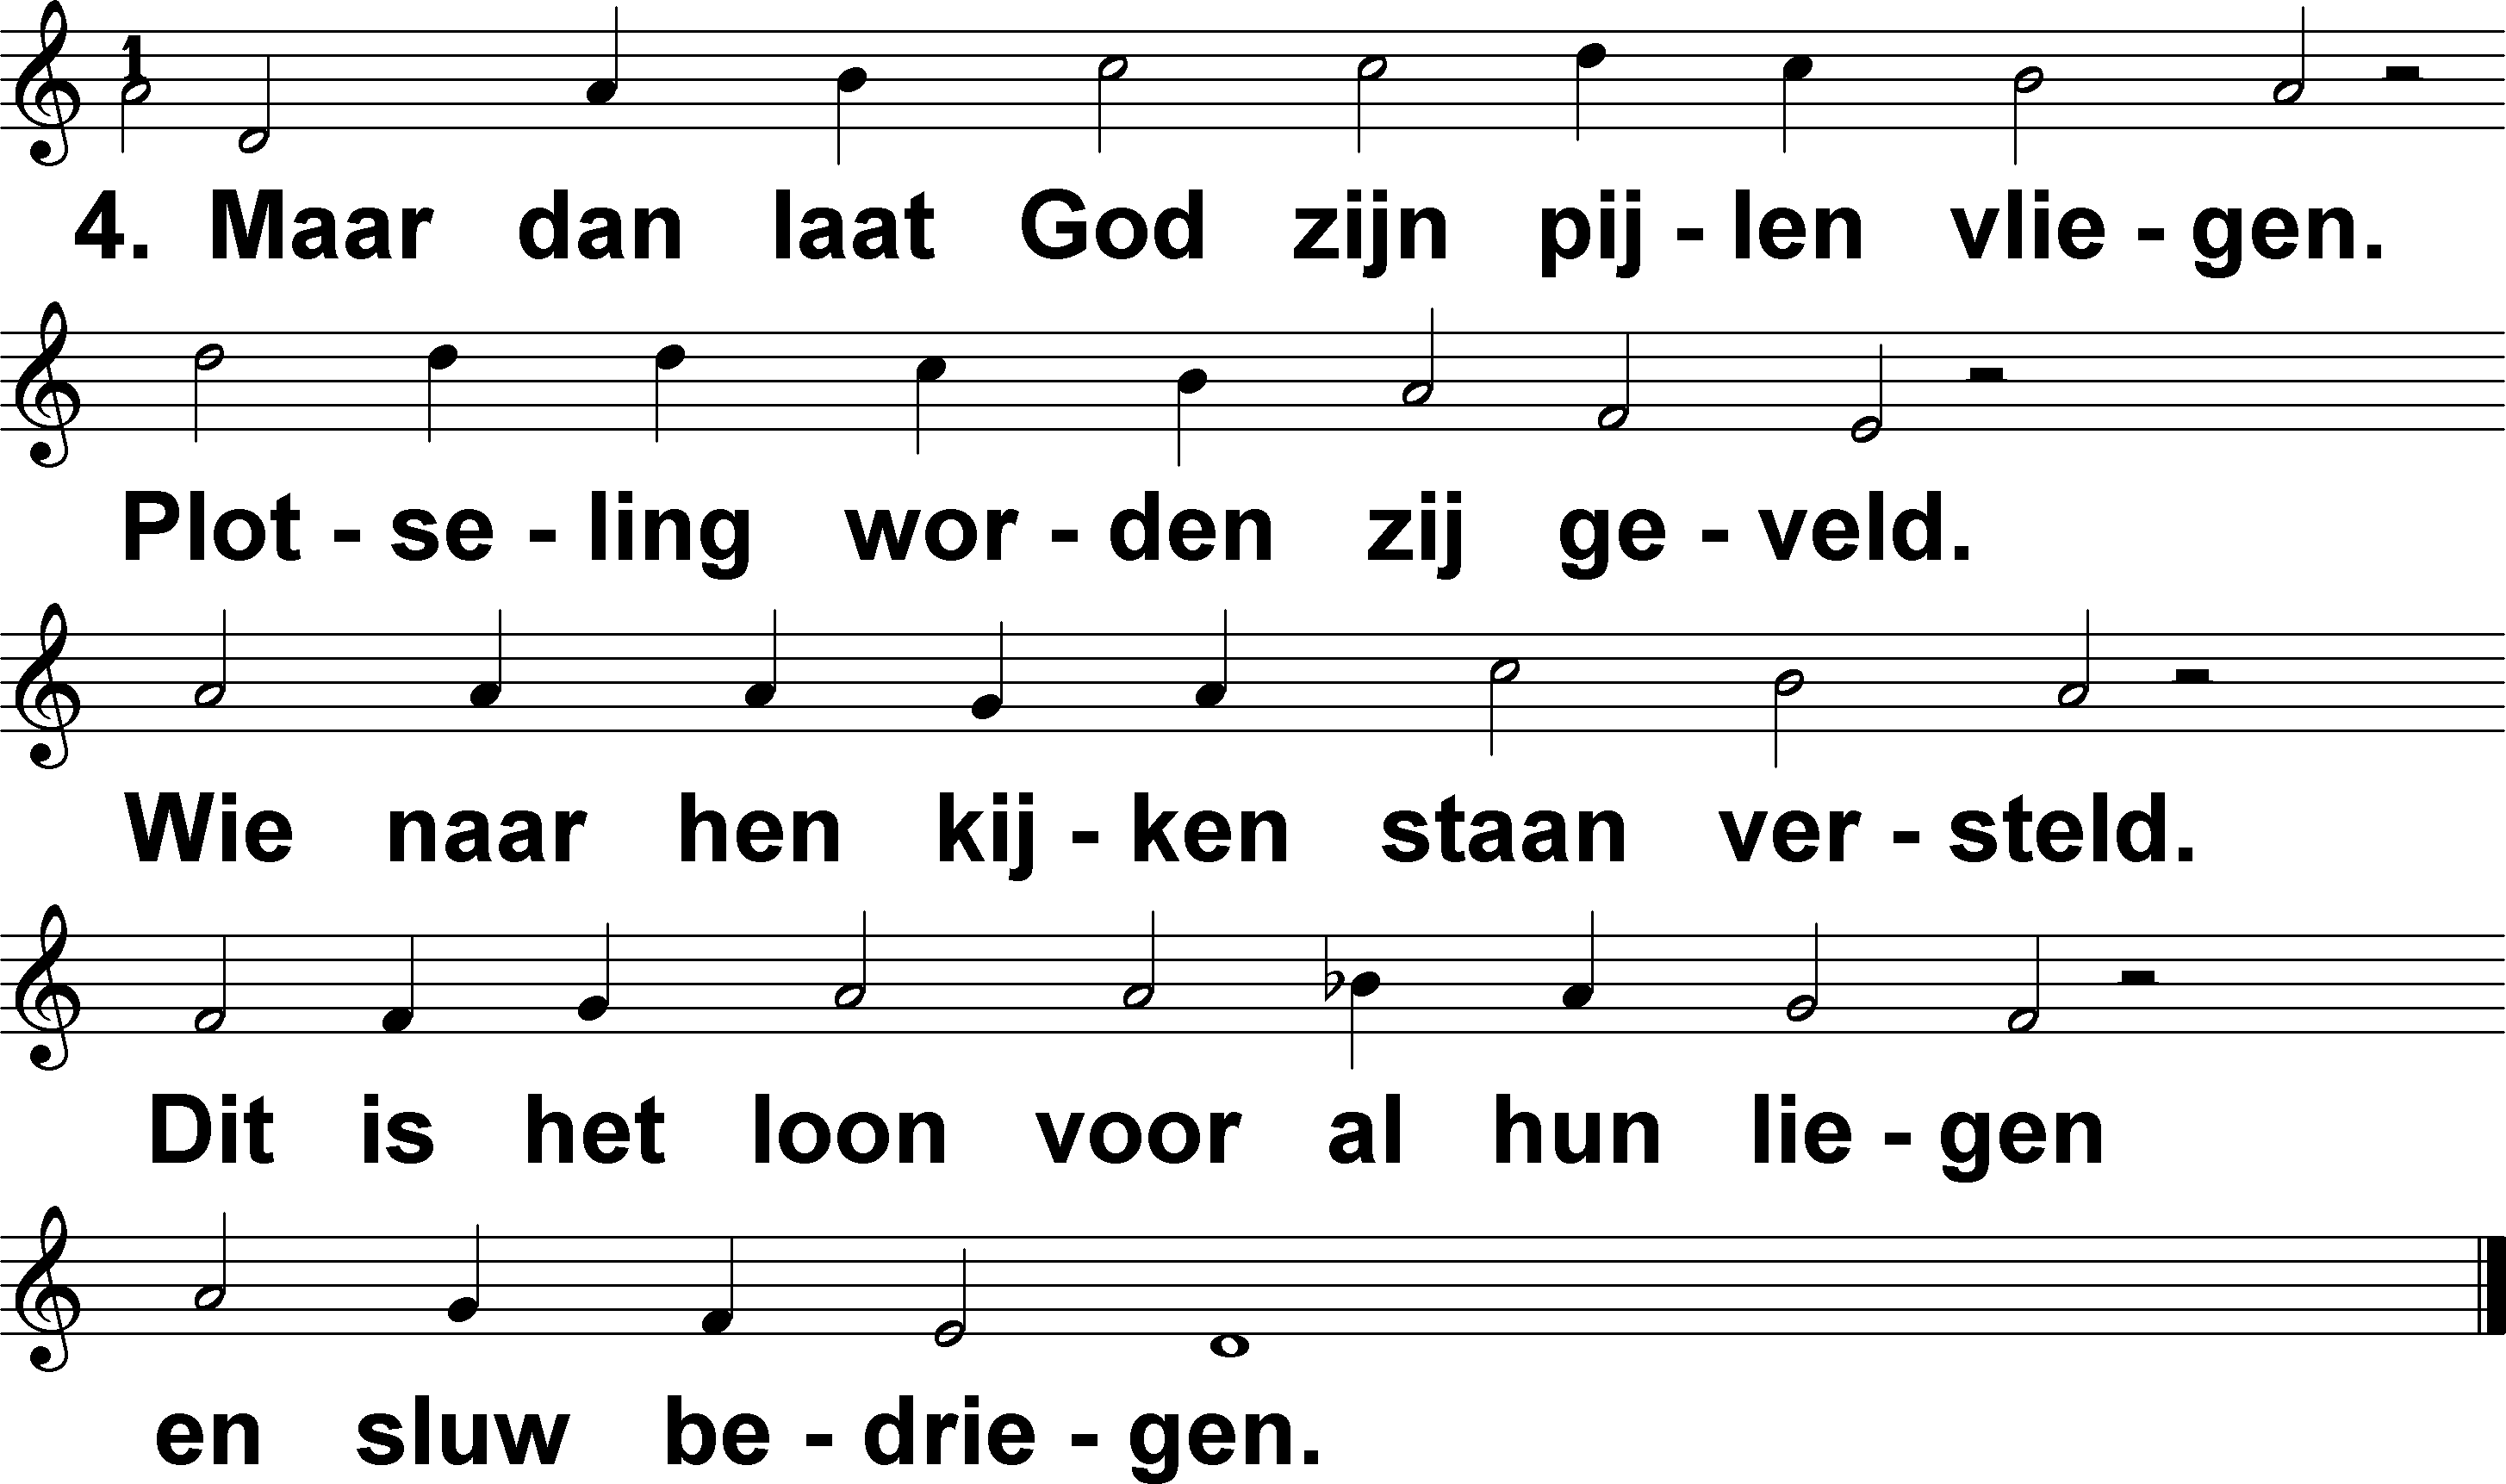 4. Maar dan laat God zijn pij - len vlie - gen.
Plot - se - ling wor - den zij ge - veld.
Wie naar hen kij - ken staan ver - steld.
Dit is het loon voor al hun lie - gen
en sluw be - drie - gen.